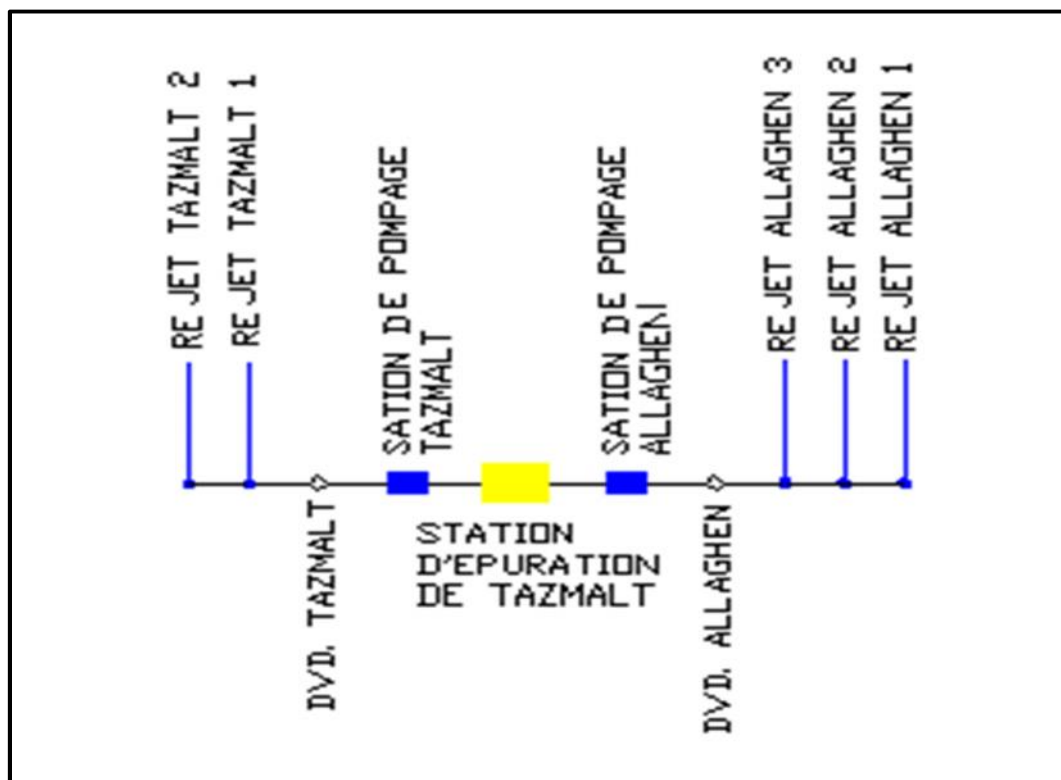 REJET TAZMALT 2
REJET TAZMALT 1
SATION DE POMPAGE
TAZMALT
SATION DE POMPAGE
ALLAGHENI
REJET ALLAGHEN 3
REJET ALLAGHEN 2
REJET ALLAGHEN 1
DVD. TAZMALT
STATION
D'EPURATION
DE TAZMALT
DVD. ALLAGHEN